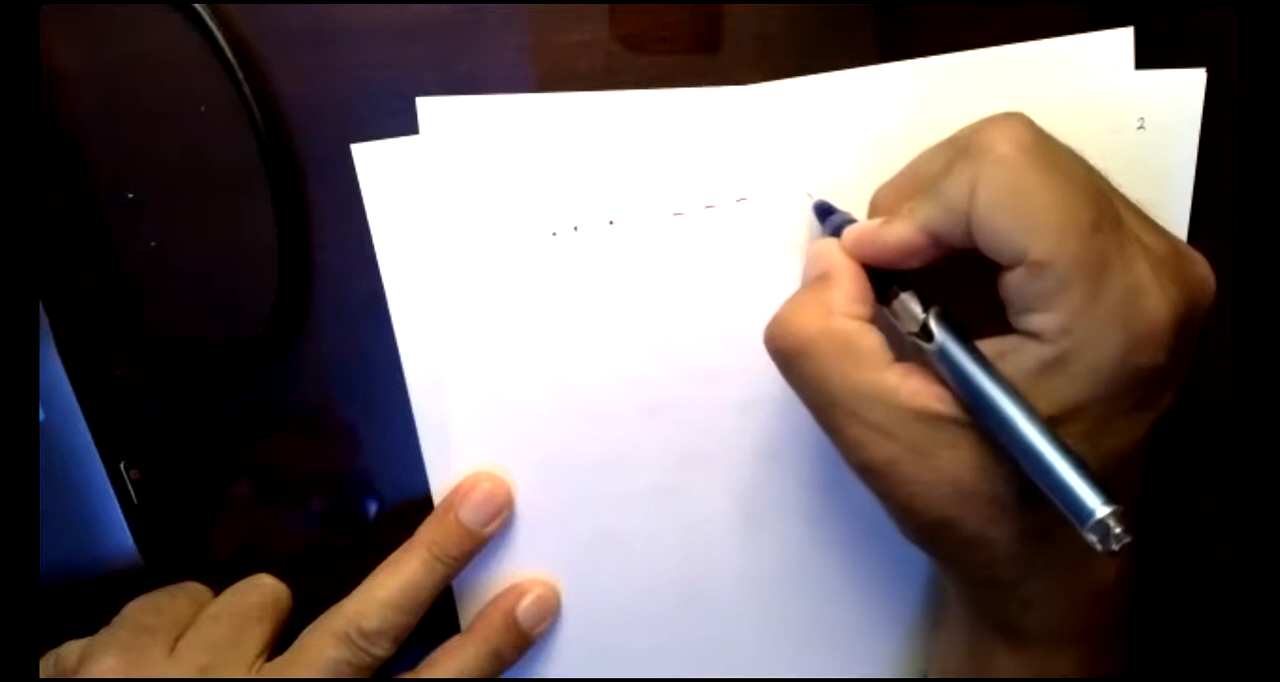 2
. . . - - -